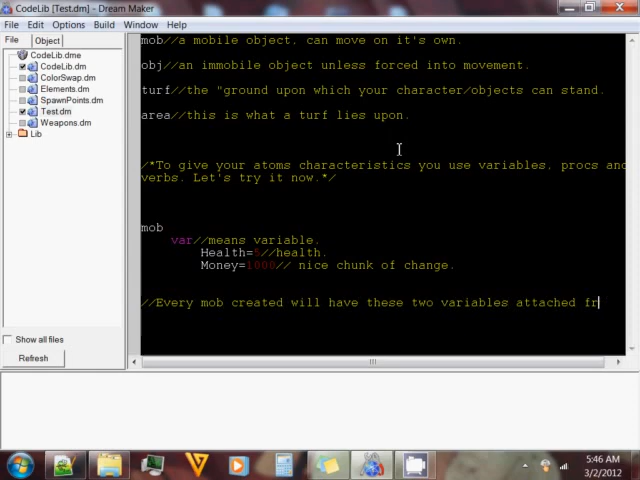 CodeLib [Test.dm] - Dream Maker
File Edit Options Build Window Help
File Object
CodeLib.dme
CodeLib.dm
ColorSwap.dm
Elements.dm
SpawnPoints.dm
Test.dm
Weapons.dm
Lib
Show all files
Refresh
mob//a mobile object, can move on it's own.
obj//an immobile object unless forced into movement.
turf//the "ground upon which your character/objects can stand.
area//this is what a turf lies upon.
/*To give your atoms characteristics you use variables, procs and
verbs. Let's try it now.*/
mob
var//means variable.
Health=5//health.
Money=1000// nice chunk of change.
//Every mob created will have these two variables attached fr
5:46 AM
3/2/2012